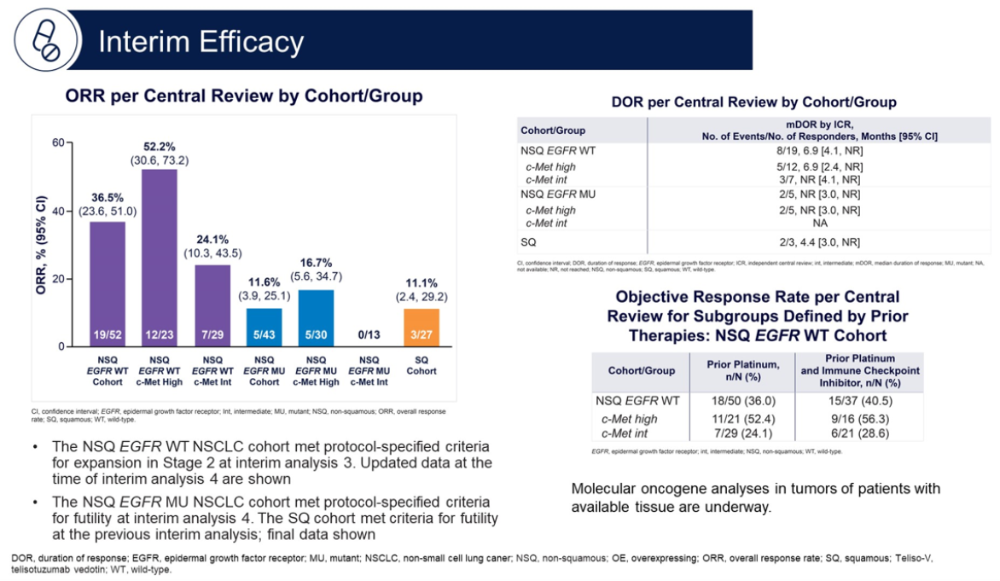 Interim Efficacy
ORR per Central Review by Cohort/Group
ORR, % (95% CI)
60
40
20
0
36.5%
(23.6, 51.0)
52.2%
(30.6, 73.2)
24.1%
(10.3, 43.5)
11.6%
(3.9, 25.1)
16.7%
(5.6, 34.7)
11.1%
(2.4, 29.2)
19/52 12/23 7/29 5/43 5/30 0/13 3/27
NSQ NSQ NSQ NSQ NSQ NSQ SQ
EGFR WT EGFR WT EGFR WT EGFR MU EGFR MU EGFR MU Cohort
Cohort c-Met High c-Met Int Cohort c-Met High c-Met Int
CI, confidence interval; EGFR, epidermal growth factor receptor; Int, intermediate; MU, mutant; NSQ, non-squamous; ORR, overall response
rate; SQ, squamous; WT, wild-type.
• The NSQ EGFR WT NSCLC cohort met protocol-specified criteria
for expansion in Stage 2 at interim analysis 3. Updated data at the
time of interim analysis 4 are shown
• The NSQ EGFR MU NSCLC cohort met protocol-specified criteria
for futility at interim analysis 4. The SQ cohort met criteria for futility
at the previous interim analysis; final data shown
DOR per Central Review by Cohort/Group
Cohort/Group
mDOR by ICR,
No. of Events/No. of Responders, Months [95% CI]
NSQ EGFR WT 8/19, 6.9 [4.1, NR]
c-Met high 5/12, 6.9 [2.4, NR]
c-Met int 3/7, NR [4.1, NR]
NSQ EGFR MU 2/5, NR [3.0, NR]
c-Met high 2/5, NR [3.0, NR]
c-Met int NA
SQ 2/3, 4.4 [3.0, NR]
CI, confidence interval; DOR, duration of response; EGFR, epidermal growth factor receptor; ICR, independent central review; int, intermediate; mDOR, median duration of response; MU, mutant; NA,
not available; NR, not reached; NSQ, non-squamous; SQ, squamous; WT, wild-type.
Objective Response Rate per Central
Review for Subgroups Defined by Prior
Therapies: NSQ EGFR WT Cohort
Cohort/Group
Prior Platinum,
n/N (%)
Prior Platinum
and Immune Checkpoint
Inhibitor, n/N (%)
NSQ EGFR WT 18/50 (36.0) 15/37 (40.5)
c-Met high 11/21 (52.4) 9/16 (56.3)
c-Met int 7/29 (24.1) 6/21 (28.6)
EGFR, epidermal growth factor receptor; int, intermediate; NSQ, non-squamous; WT, wild-type.
Molecular oncogene analyses in tumors of patients with
available tissue are underway.
DOR, duration of response; EGFR, epidermal growth factor receptor; MU, mutant; NSCLC, non-small cell lung caner; NSQ, non-squamous; OE, overexpressing; ORR, overall response rate; SQ, squamous; Teliso-V,
telisotuzumab vedotin; WT, wild-type.